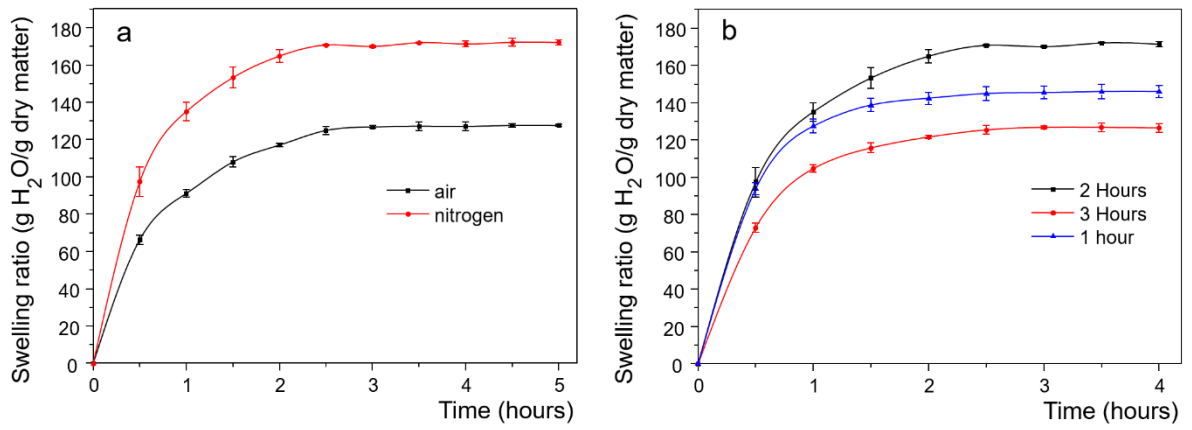 a
Swelling ratio (g H₂O/g dry matter)
180
160
140
120
100
80
60
40
20
0
air
nitrogen
0 1 2 3 4 5
Time (hours)
b
Swelling ratio (g H₂O/g dry matter)
180
160
140
120
100
80
60
40
20
0
2 Hours
3 Hours
1 hour
0 1 2 3 4
Time (hours)